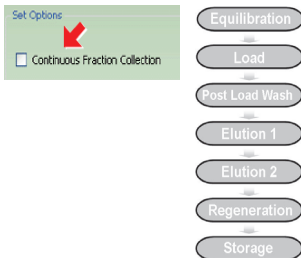 Set Options
Continuous Fraction Collection
Equilibration
Load
Post Load Wash
Elution 1
Elution 2
Regeneration
Storage